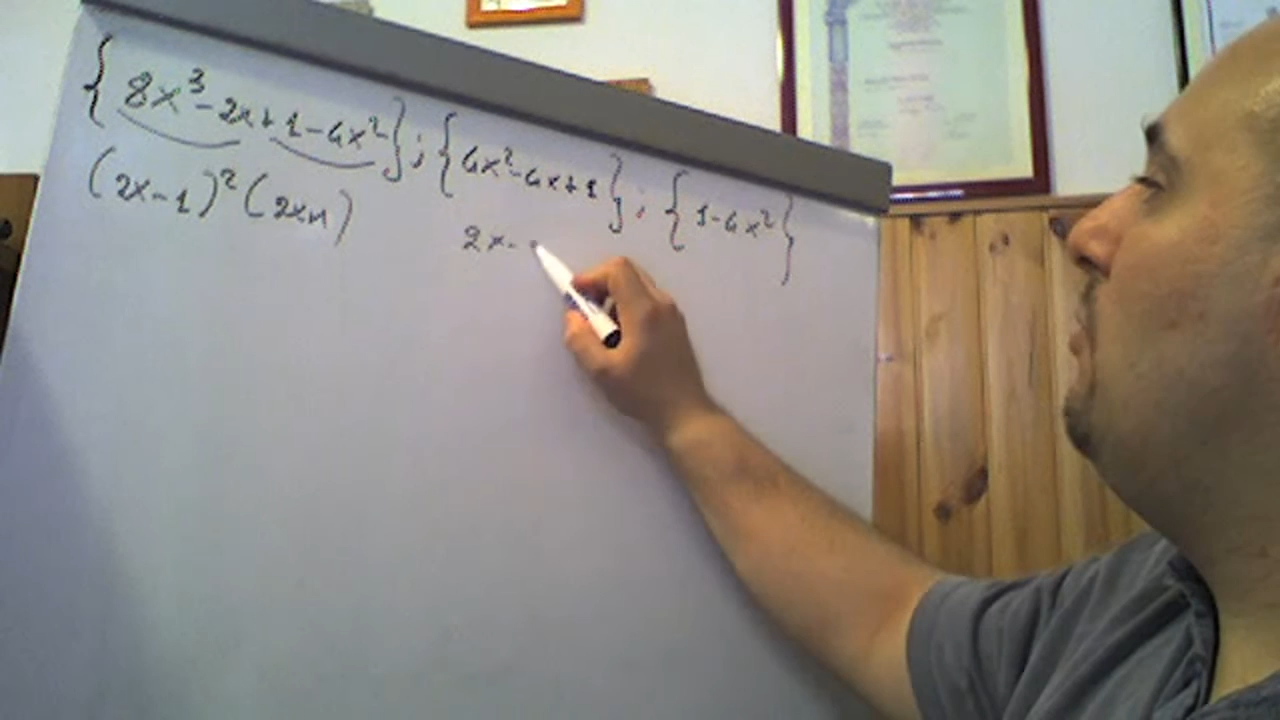 {8x³-2x+1-4x²} ; {4x²-4x+1} ; {1-4x²}
(2x-1)²(2x+1) 2x-